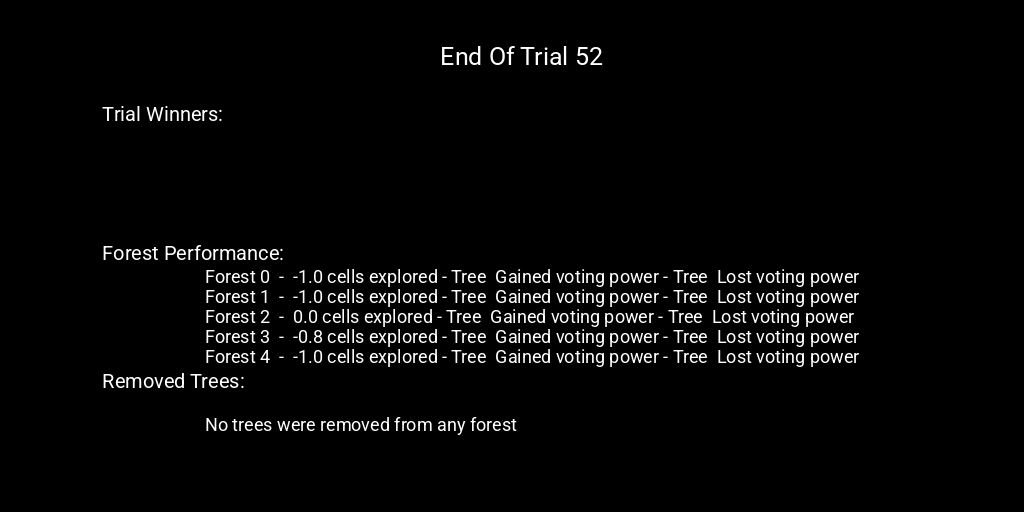 End Of Trial 52
Trial Winners:
Forest Performance:
Forest 0 - -1.0 cells explored - Tree Gained voting power - Tree Lost voting power
Forest 1 - -1.0 cells explored - Tree Gained voting power - Tree Lost voting power
Forest 2 - 0.0 cells explored - Tree Gained voting power - Tree Lost voting power
Forest 3 - -0.8 cells explored - Tree Gained voting power - Tree Lost voting power
Forest 4 - -1.0 cells explored - Tree Gained voting power - Tree Lost voting power
Removed Trees:
No trees were removed from any forest